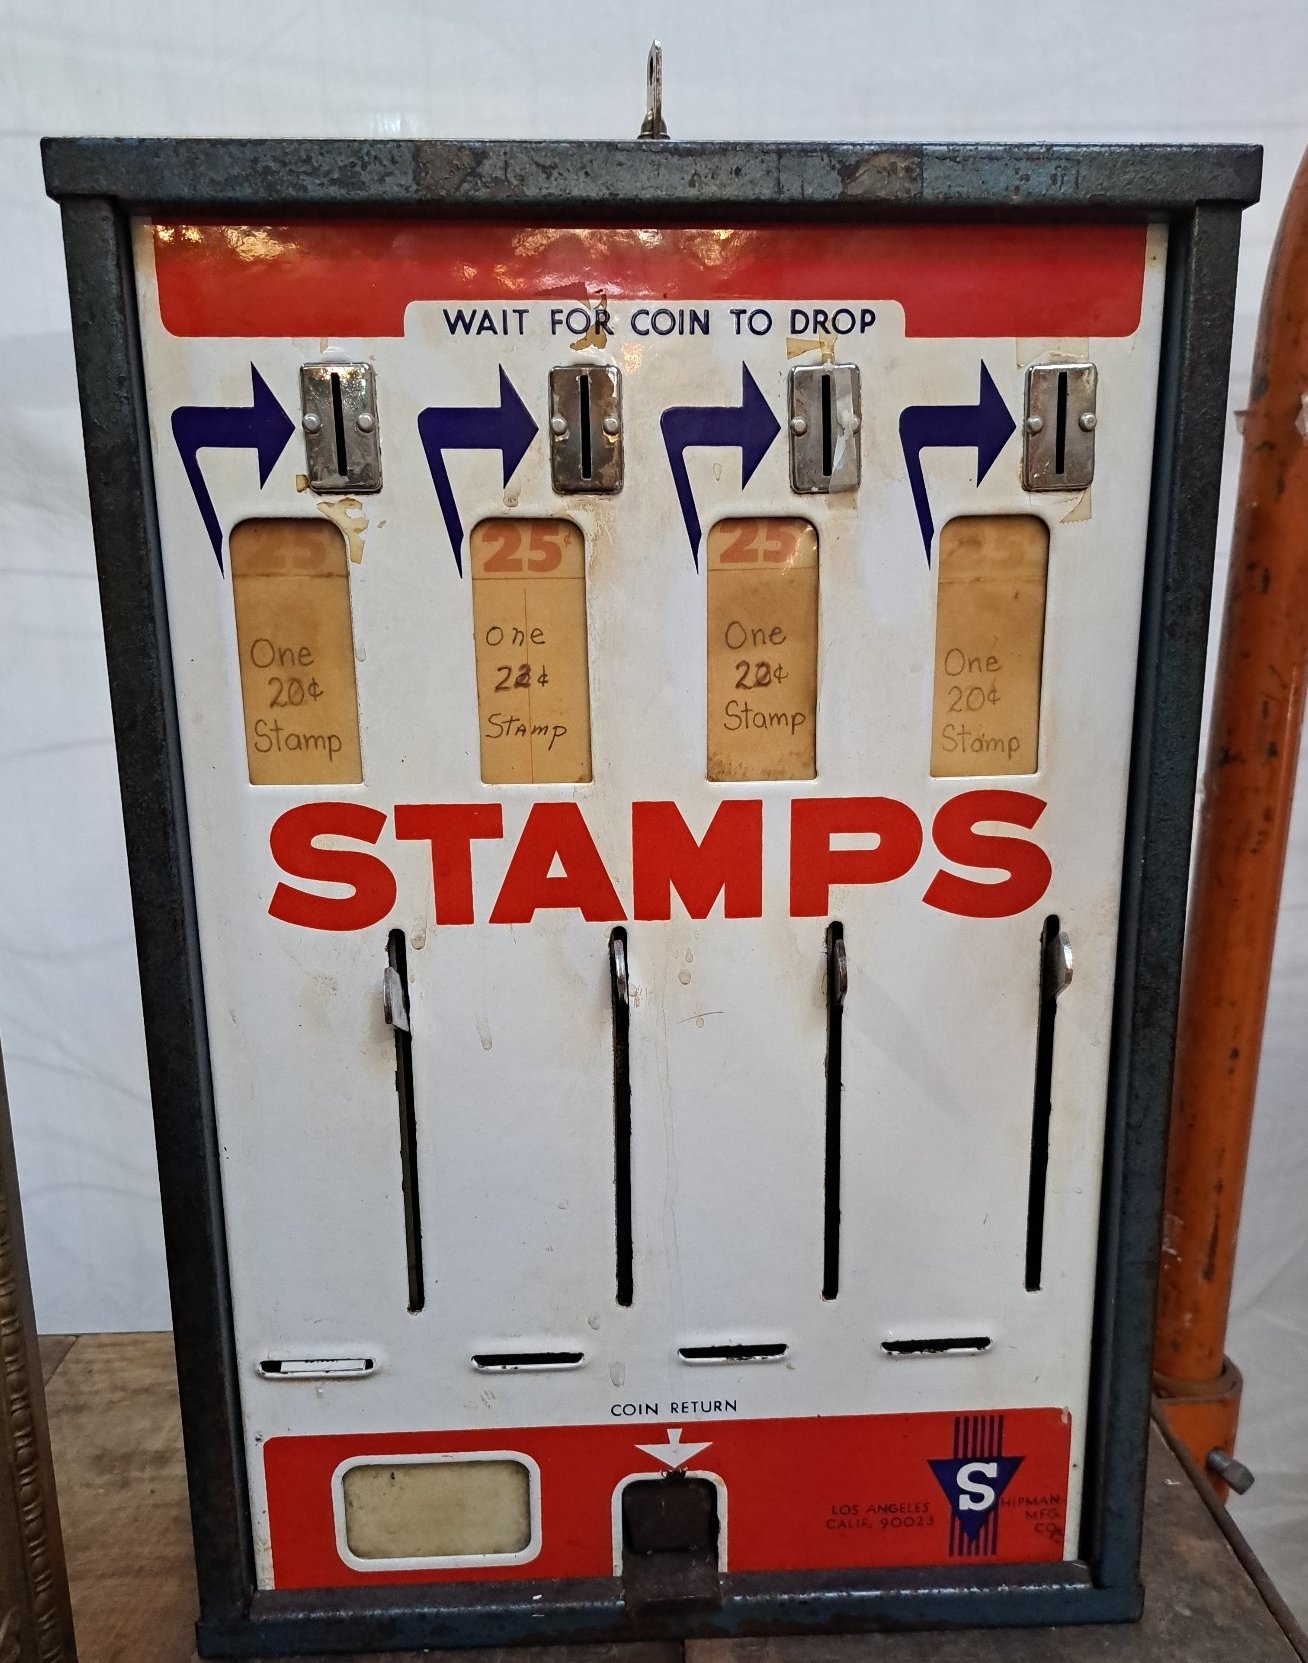 WAIT FOR COIN TO DROP
25
One
20¢
Stamp
25¢
One
22¢
Stamp
25
One
20¢
Stamp
25
One
20¢
Stamp
STAMPS
COIN RETURN
LOS ANGELES
CALIF. 90023
S
SHIPMAN
MFG.
CO.